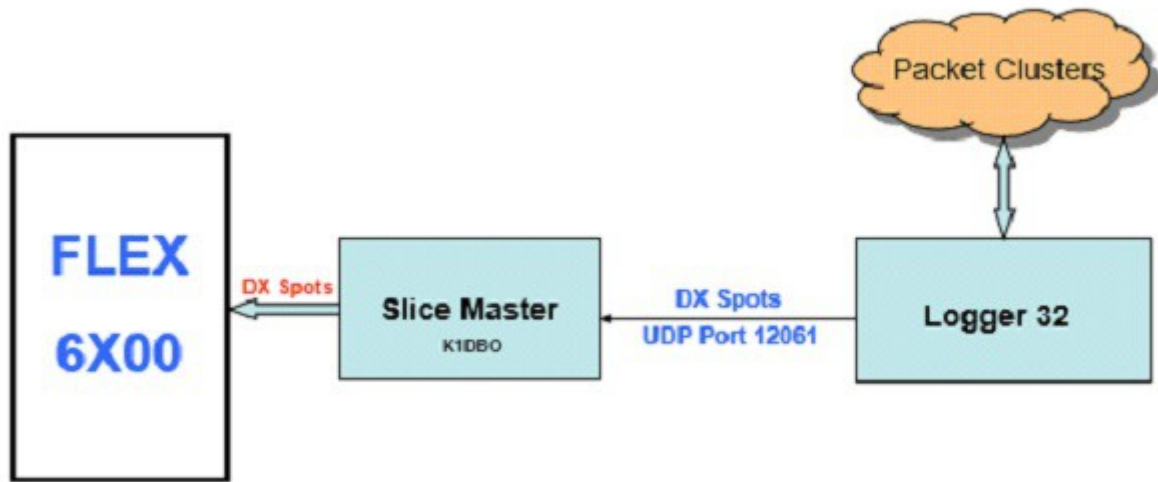 Packet Clusters
FLEX
6X00
DX Spots
Slice Master
K1DBO
DX Spots
UDP Port 12061
Logger 32